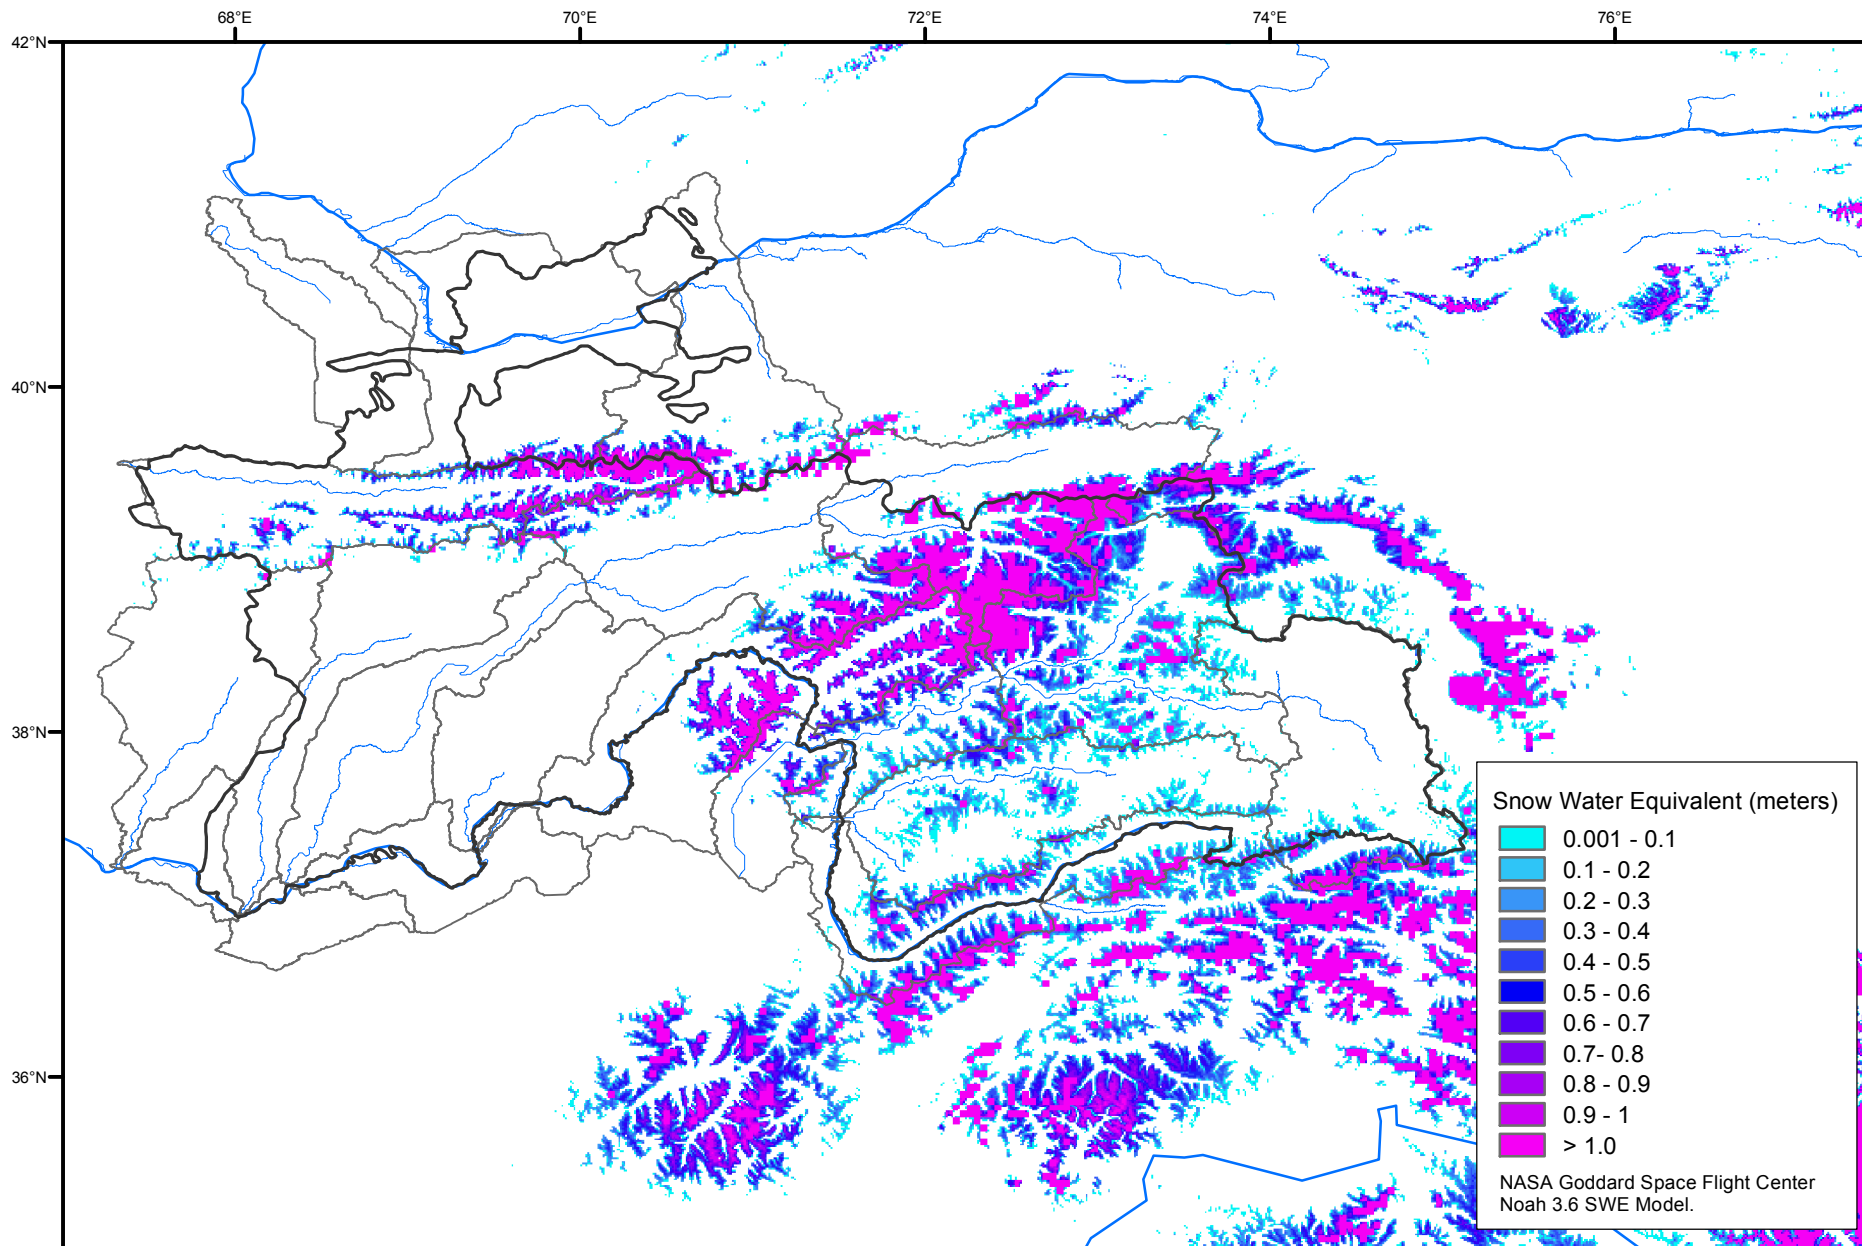 68°E
70°E
72°E
74°E
76°E
42°N
40°N
38°N
36°N
Snow Water Equivalent (meters)
0.001 - 0.1
0.1 - 0.2
0.2 - 0.3
0.3 - 0.4
0.4 - 0.5
0.5 - 0.6
0.6 - 0.7
0.7- 0.8
0.8 - 0.9
0.9 - 1
> 1.0
NASA Goddard Space Flight Center
Noah 3.6 SWE Model.